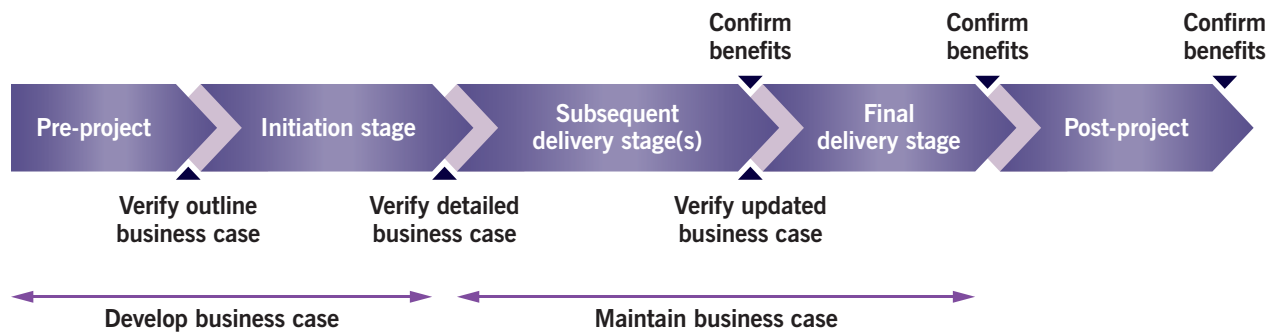 Confirm
benefits
Confirm
benefits
Confirm
benefits
Pre-project
Initiation stage
Subsequent
delivery stage(s)
Final
delivery stage
Post-project
Verify outline
business case
Verify detailed
business case
Verify updated
business case
Develop business case
Maintain business case